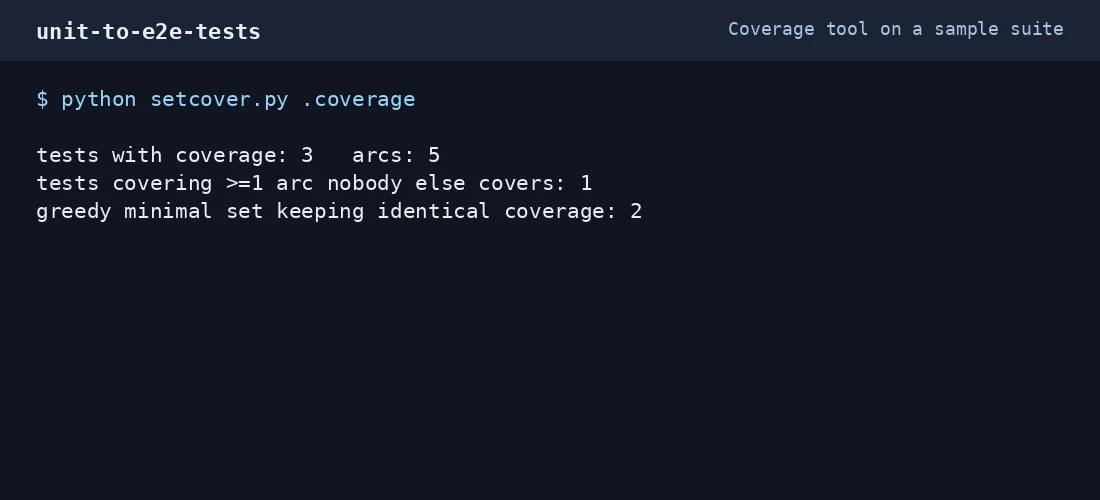 unit-to-e2e-tests
Coverage tool on a sample suite
$ python setcover.py .coverage
tests with coverage: 3   arcs: 5
tests covering >=1 arc nobody else covers: 1
greedy minimal set keeping identical coverage: 2